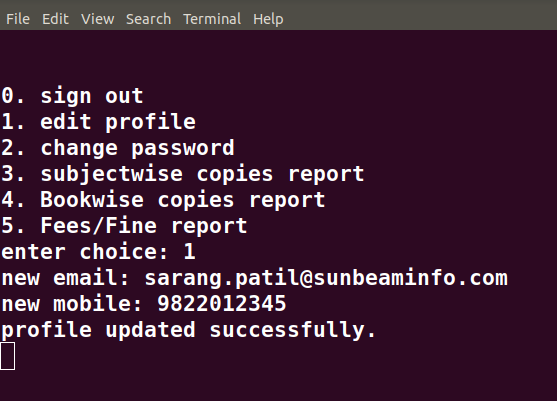 File Edit View Search Terminal Help
0. sign out
1. edit profile
2. change password
3. subjectwise copies report
4. Bookwise copies report
5. Fees/Fine report
enter choice: 1
new email: sarang.patil@sunbeaminfo.com
new mobile: 9822012345
profile updated successfully.